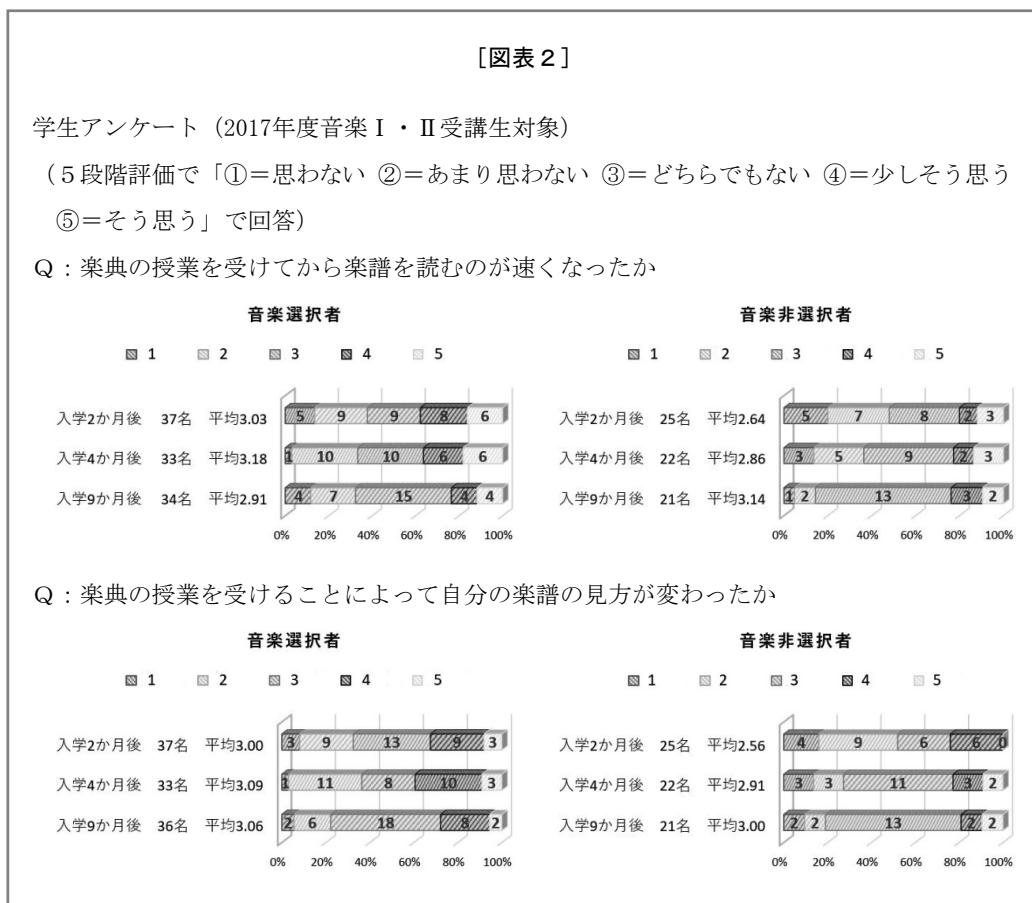 [図表２]
学生アンケート（2017年度音楽Ⅰ・Ⅱ受講生対象）
（５段階評価で「①＝思わない ②＝あまり思わない ③＝どちらでもない ④＝少しそう思う
⑤＝そう思う」で回答）
Ｑ：楽典の授業を受けてから楽譜を読むのが速くなったか
音楽選択者
1 2 3 4 5
入学2か月後 37名 平均3.03 5 9 9 8 6
入学4か月後 33名 平均3.18 1 10 10 6 6
入学9か月後 34名 平均2.91 4 7 15 4 4
0% 20% 40% 60% 80% 100%
音楽非選択者
1 2 3 4 5
入学2か月後 25名 平均2.64 5 7 8 2 3
入学4か月後 22名 平均2.86 3 5 9 2 3
入学9か月後 21名 平均3.14 1 2 13 3 2
0% 20% 40% 60% 80% 100%
Ｑ：楽典の授業を受けることによって自分の楽譜の見方が変わったか
音楽選択者
1 2 3 4 5
入学2か月後 37名 平均3.00 3 9 13 9 3
入学4か月後 33名 平均3.09 1 11 8 10 3
入学9か月後 36名 平均3.06 2 6 18 8 2
0% 20% 40% 60% 80% 100%
音楽非選択者
1 2 3 4 5
入学2か月後 25名 平均2.56 4 9 6 6 0
入学4か月後 22名 平均2.91 3 3 11 3 2
入学9か月後 21名 平均3.00 2 2 13 2 2
0% 20% 40% 60% 80% 100%